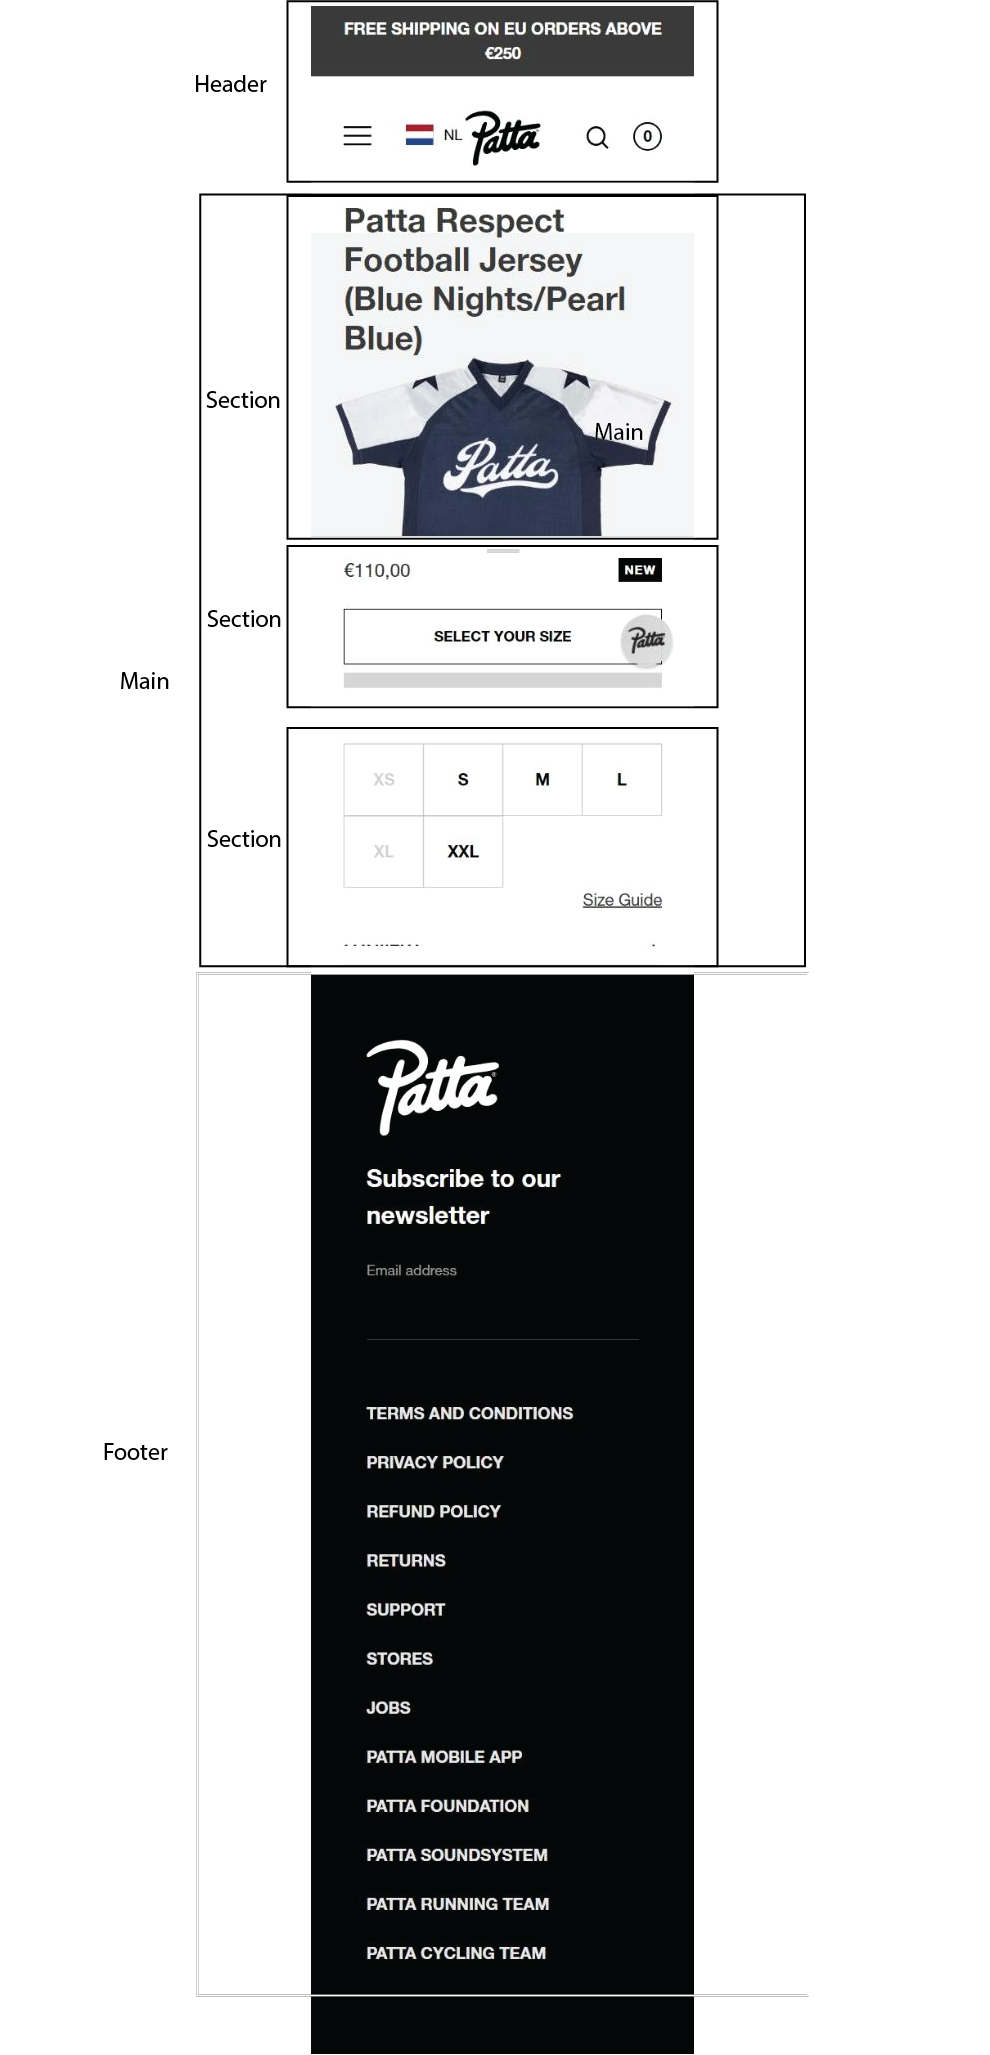 FREE SHIPPING ON EU ORDERS ABOVE
€250
Header
NL
Patta
0
Patta Respect
Football Jersey
(Blue Nights/Pearl
Blue)
Section
Main
Patta
€110,00
NEW
Section
SELECT YOUR SIZE
Patta
Main
XS
S
M
L
Section
XL
XXL
Size Guide
Patta
Subscribe to our
newsletter
Email address
TERMS AND CONDITIONS
Footer
PRIVACY POLICY
REFUND POLICY
RETURNS
SUPPORT
STORES
JOBS
PATTA MOBILE APP
PATTA FOUNDATION
PATTA SOUNDSYSTEM
PATTA RUNNING TEAM
PATTA CYCLING TEAM